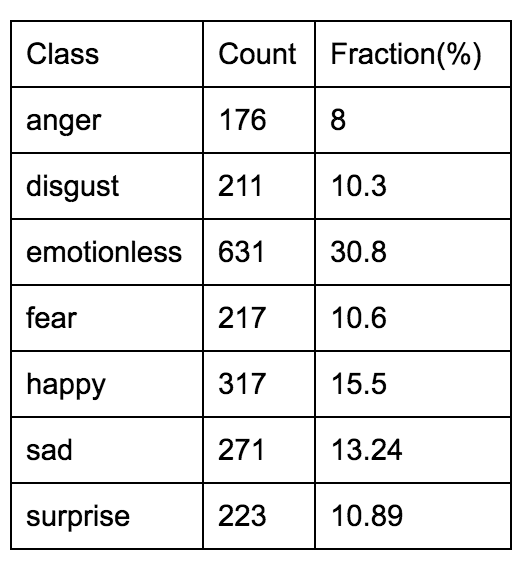 Class Count Fraction(%)
anger 176 8
disgust 211 10.3
emotionless 631 30.8
fear 217 10.6
happy 317 15.5
sad 271 13.24
surprise 223 10.89